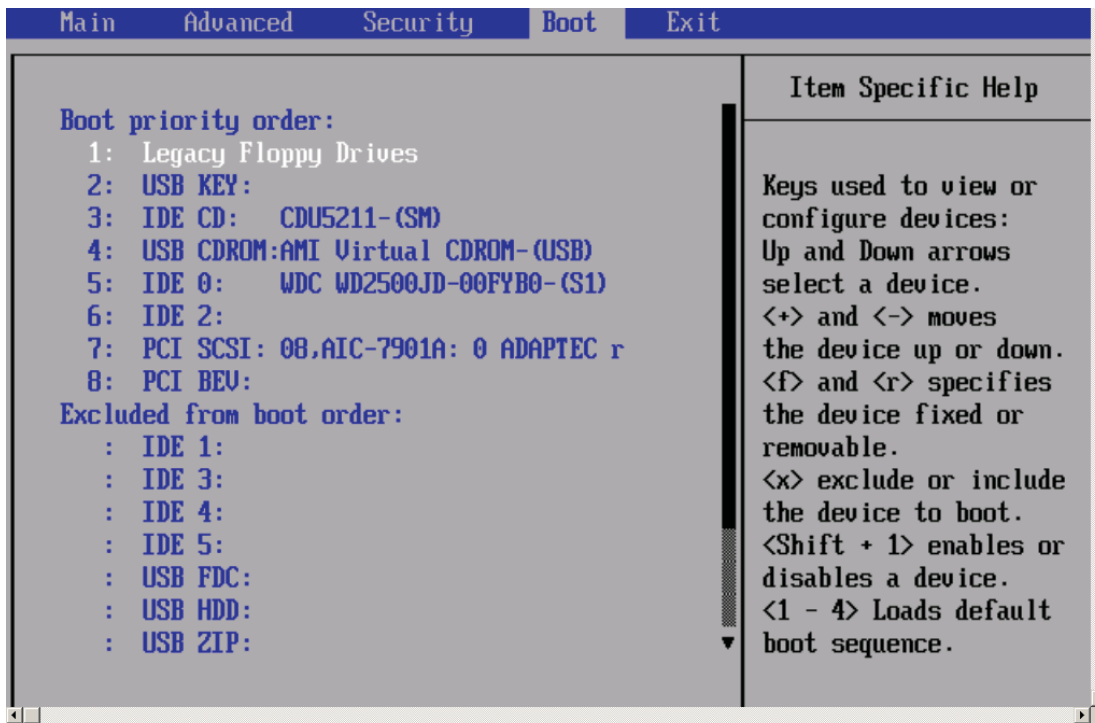 Main Advanced Security Boot Exit
Boot priority order:
1: Legacy Floppy Drives
2: USB KEY:
3: IDE CD: CDU5211-(SM)
4: USB CDROM:AMI Virtual CDROM-(USB)
5: IDE 0: WDC WD2500JD-00FYB0-(S1)
6: IDE 2:
7: PCI SCSI: 08,AIC-7901A: 0 ADAPTEC r
8: PCI BEV:
Excluded from boot order:
: IDE 1:
: IDE 3:
: IDE 4:
: IDE 5:
: USB FDC:
: USB HDD:
: USB ZIP:
Item Specific Help
Keys used to view or
configure devices:
Up and Down arrows
select a device.
<+> and <-> moves
the device up or down.
<f> and <r> specifies
the device fixed or
removable.
<x> exclude or include
the device to boot.
<Shift + 1> enables or
disables a device.
<1 - 4> Loads default
boot sequence.